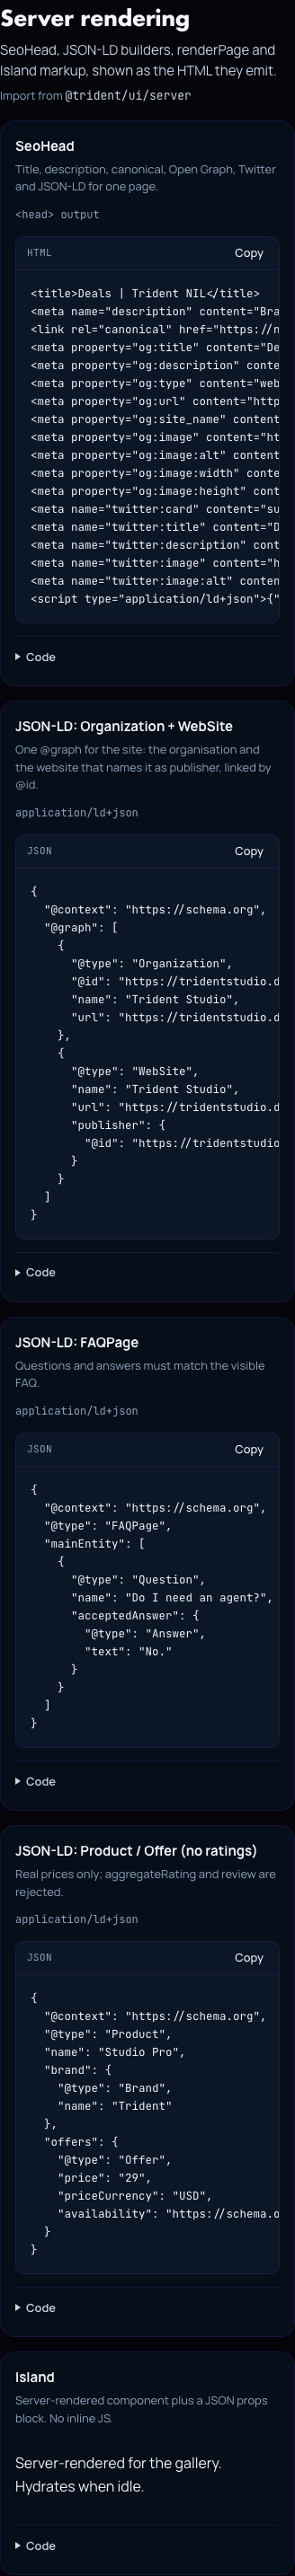 Server rendering
SeoHead, JSON-LD builders, renderPage and
Island markup, shown as the HTML they emit.
Import from @trident/ui/server
SeoHead
Title, description, canonical, Open Graph, Twitter
and JSON-LD for one page.
<head> output
HTML Copy
<title>Deals | Trident NIL</title>
<meta name="description" content="Bra
<link rel="canonical" href="https://n
<meta property="og:title" content="De
<meta property="og:description" conte
<meta property="og:type" content="web
<meta property="og:url" content="http
<meta property="og:site_name" content
<meta property="og:image" content="ht
<meta property="og:image:alt" content
<meta property="og:image:width" conte
<meta property="og:image:height" cont
<meta name="twitter:card" content="su
<meta name="twitter:title" content="D
<meta name="twitter:description" cont
<meta name="twitter:image" content="h
<meta name="twitter:image:alt" conten
<script type="application/ld+json">{"
Code
JSON-LD: Organization + WebSite
One @graph for the site: the organisation and
the website that names it as publisher, linked by
@id.
application/ld+json
JSON Copy
{
"@context": "https://schema.org",
"@graph": [
{
"@type": "Organization",
"@id": "https://tridentstudio.d
"name": "Trident Studio",
"url": "https://tridentstudio.d
},
{
"@type": "WebSite",
"name": "Trident Studio",
"url": "https://tridentstudio.d
"publisher": {
"@id": "https://tridentstudio
}
}
]
}
Code
JSON-LD: FAQPage
Questions and answers must match the visible
FAQ.
application/ld+json
JSON Copy
{
"@context": "https://schema.org",
"@type": "FAQPage",
"mainEntity": [
{
"@type": "Question",
"name": "Do I need an agent?",
"acceptedAnswer": {
"@type": "Answer",
"text": "No."
}
}
]
}
Code
JSON-LD: Product / Offer (no ratings)
Real prices only; aggregateRating and review are
rejected.
application/ld+json
JSON Copy
{
"@context": "https://schema.org",
"@type": "Product",
"name": "Studio Pro",
"brand": {
"@type": "Brand",
"name": "Trident"
},
"offers": {
"@type": "Offer",
"price": "29",
"priceCurrency": "USD",
"availability": "https://schema.o
}
}
Code
Island
Server-rendered component plus a JSON props
block. No inline JS.
Server-rendered for the gallery.
Hydrates when idle.
Code